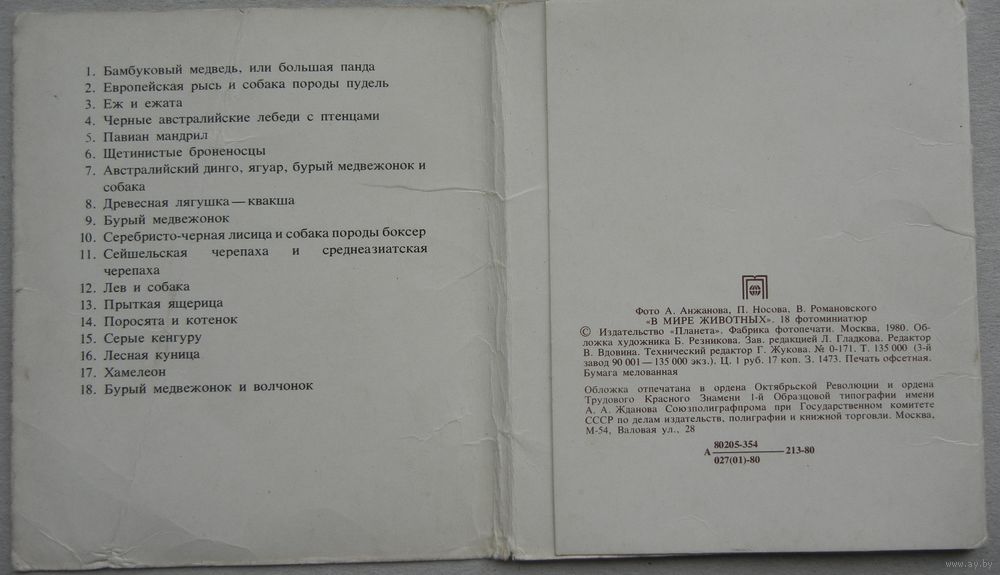 1. Бамбуковый медведь, или большая панда
2. Европейская рысь и собака породы пудель
3. Еж и ежата
4. Черные австралийские лебеди с птенцами
5. Павиан мандрил
6. Щетинистые броненосцы
7. Австралийский динго, ягуар, бурый медвежонок и
собака
8. Древесная лягушка — квакша
9. Бурый медвежонок
10. Серебристо-черная лисица и собака породы боксер
11. Сейшельская черепаха и среднеазиатская
черепаха
12. Лев и собака
13. Прыткая ящерица
14. Поросята и котенок
15. Серые кенгуру
16. Лесная куница
17. Хамелеон
18. Бурый медвежонок и волчонок
Фото А. Анжанова, П. Носова, В. Романовского
«В МИРЕ ЖИВОТНЫХ». 18 фотоминиатюр
© Издательство «Планета». Фабрика фотопечати. Москва, 1980. Об-
ложка художника Б. Резникова. Зав. редакцией Л. Гладкова. Редактор
В. Вдовина. Технический редактор Г. Жукова. № 0-171. Т. 135 000 (3-й
завод 90 001—135 000 экз.). Ц. 1 руб. 17 коп. З. 1473. Печать офсетная.
Бумага мелованная
Обложка отпечатана в ордена Октябрьской Революции и ордена
Трудового Красного Знамени 1-й Образцовой типографии имени
А. А. Жданова Союзполиграфпрома при Государственном комитете
СССР по делам издательств, полиграфии и книжной торговли. Москва,
М-54, Валовая ул., 28
80205-354
А 213-80
027(01)-80
www.ay.by